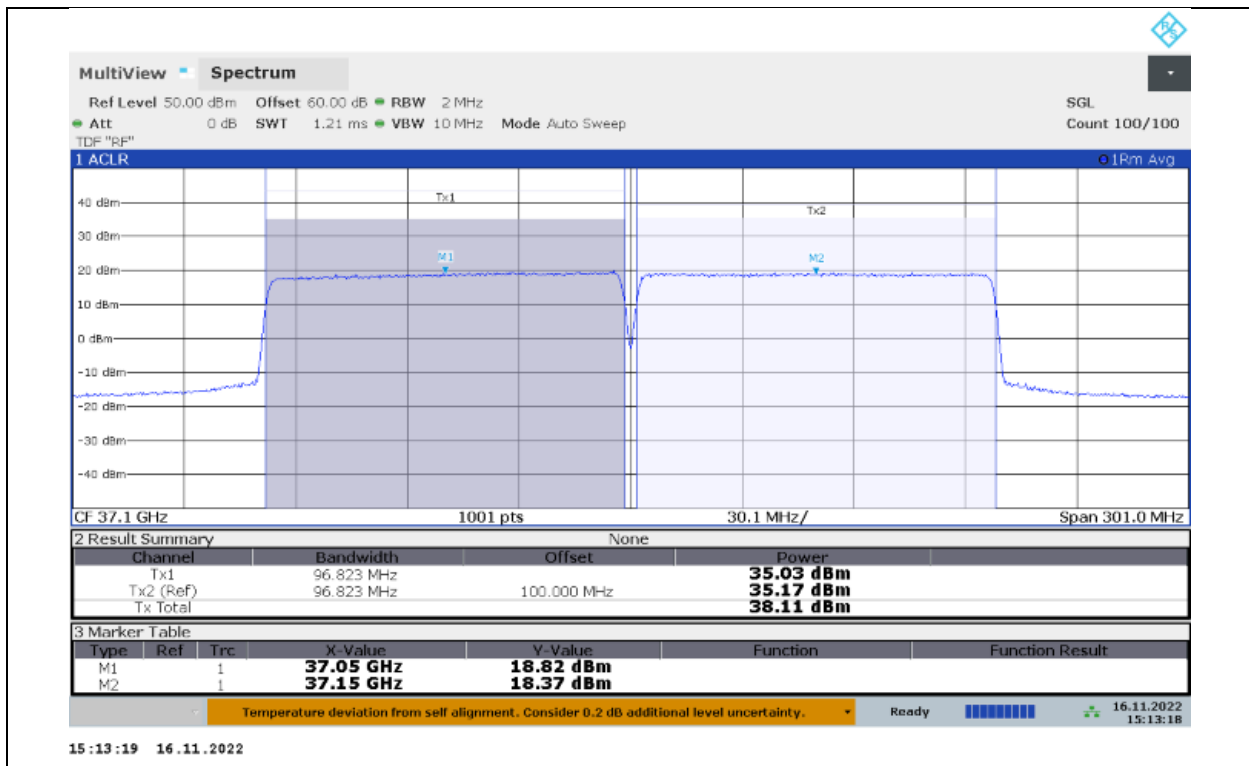 R&S
MultiView Spectrum
Ref Level 50.00 dBm Offset 60.00 dB RBW 2 MHz SGL
Att 0 dB SWT 1.21 ms VBW 10 MHz Mode Auto Sweep Count 100/100
TDF "RF"
1 ACLR 1Rm Avg
Tx1
40 dBm
Tx2
30 dBm
M1
M2
20 dBm
10 dBm
0 dBm
-10 dBm
-20 dBm
-30 dBm
-40 dBm
CF 37.1 GHz 1001 pts 30.1 MHz/ Span 301.0 MHz
2 Result Summary None
Channel Bandwidth Offset Power
Tx1 96.823 MHz 35.03 dBm
Tx2 (Ref) 96.823 MHz 100.000 MHz 35.17 dBm
Tx Total 38.11 dBm
3 Marker Table
Type Ref Trc X-Value Y-Value Function Function Result
M1 1 37.05 GHz 18.82 dBm
M2 1 37.15 GHz 18.37 dBm
Temperature deviation from self alignment. Consider 0.2 dB additional level uncertainty. Ready 16.11.2022
15:13:18
15:13:19 16.11.2022